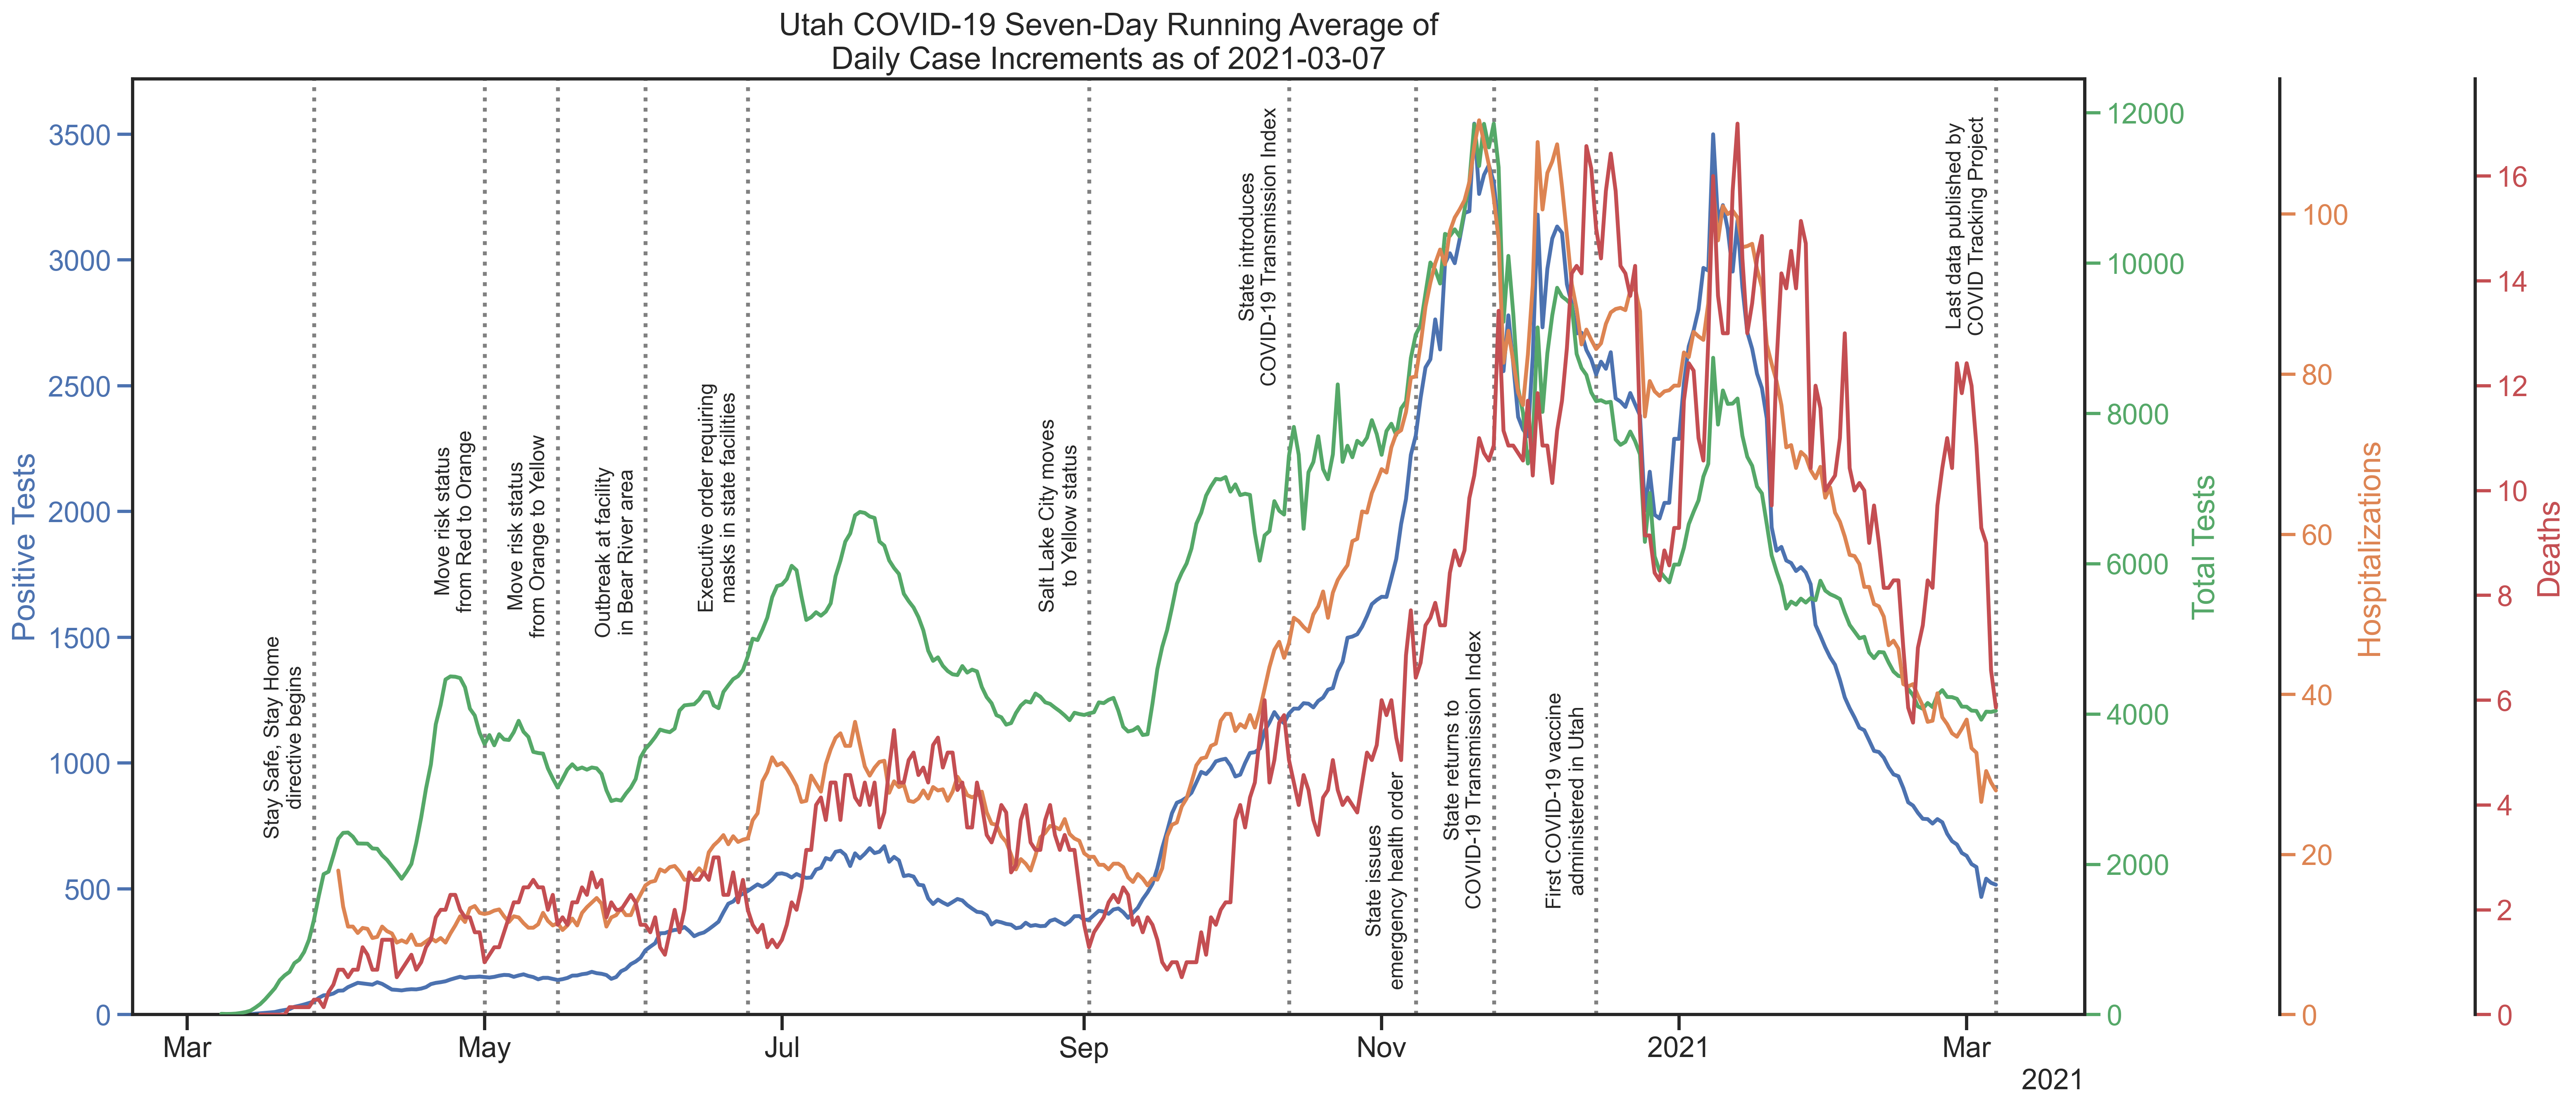 Utah COVID-19 Seven-Day Running Average of
Daily Case Increments as of 2021-03-07
Positive Tests
3500
3000
2500
2000
1500
1000
500
0
Stay Safe, Stay Home
directive begins
Move risk status
from Red to Orange
Move risk status
from Orange to Yellow
Outbreak at facility
in Bear River area
Executive order requiring
masks in state facilities
Salt Lake City moves
to Yellow status
State introduces
COVID-19 Transmission Index
State issues
emergency health order
State returns to
COVID-19 Transmission Index
First COVID-19 vaccine
administered in Utah
Last data published by
COVID Tracking Project
12000
10000
8000
6000
4000
2000
0
Total Tests
100
80
60
40
20
0
Hospitalizations
16
14
12
10
8
6
4
2
0
Deaths
Mar
May
Jul
Sep
Nov
2021
Mar
2021